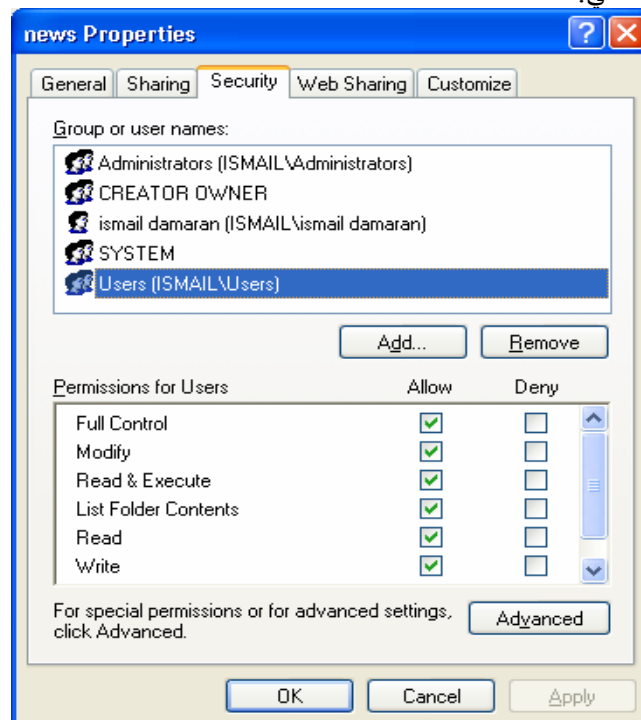 ي.
news Properties
General Sharing Security Web Sharing Customize
Group or user names:
Administrators (ISMAIL\Administrators)
CREATOR OWNER
ismail damaran (ISMAIL\ismail damaran)
SYSTEM
Users (ISMAIL\Users)
Add... Remove
Permissions for Users Allow Deny
Full Control
Modify
Read & Execute
List Folder Contents
Read
Write
For special permissions or for advanced settings,
click Advanced.
Advanced
OK Cancel Apply